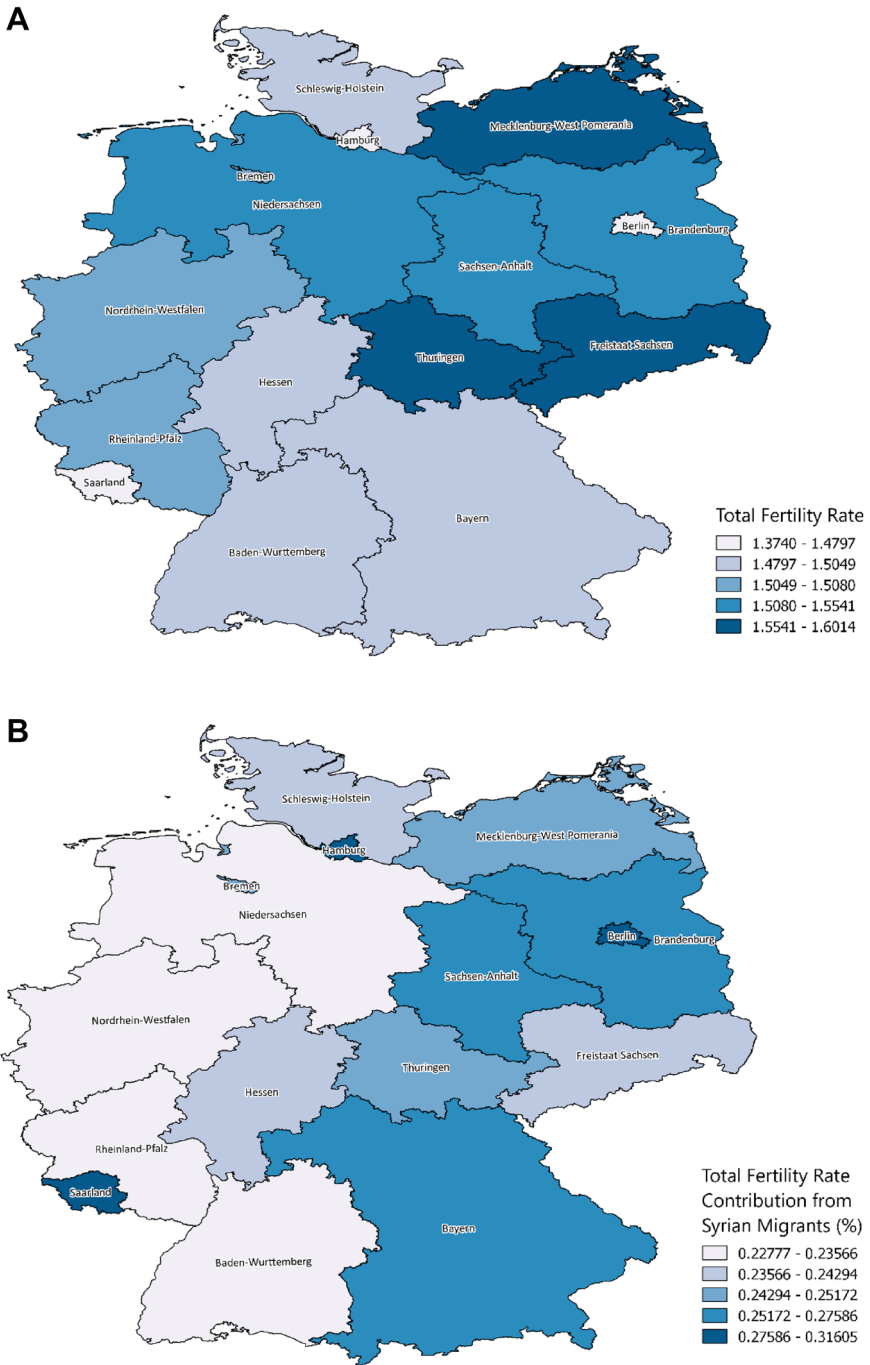 A
Schleswig-Holstein
Mecklenburg-West Pomerania
Hamburg
Bremen
Niedersachsen
Berlin
Brandenburg
Sachsen-Anhalt
Nordrhein-Westfalen
Freistaat Sachsen
Thuringen
Hessen
Rheinland-Pfalz
Saarland
Bayern
Baden-Wurttemberg
Total Fertility Rate
1.3740 - 1.4797
1.4797 - 1.5049
1.5049 - 1.5080
1.5080 - 1.5541
1.5541 - 1.6014
B
Schleswig-Holstein
Mecklenburg-West Pomerania
Hamburg
Bremen
Niedersachsen
Berlin
Brandenburg
Sachsen-Anhalt
Nordrhein-Westfalen
Freistaat Sachsen
Thuringen
Hessen
Rheinland-Pfalz
Saarland
Bayern
Baden-Wurttemberg
Total Fertility Rate
Contribution from
Syrian Migrants (%)
0.22777 - 0.23566
0.23566 - 0.24294
0.24294 - 0.25172
0.25172 - 0.27586
0.27586 - 0.31605